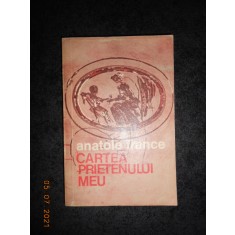 anatole france
CARTEA
PRIETENULUI
MEU
05.07.2021